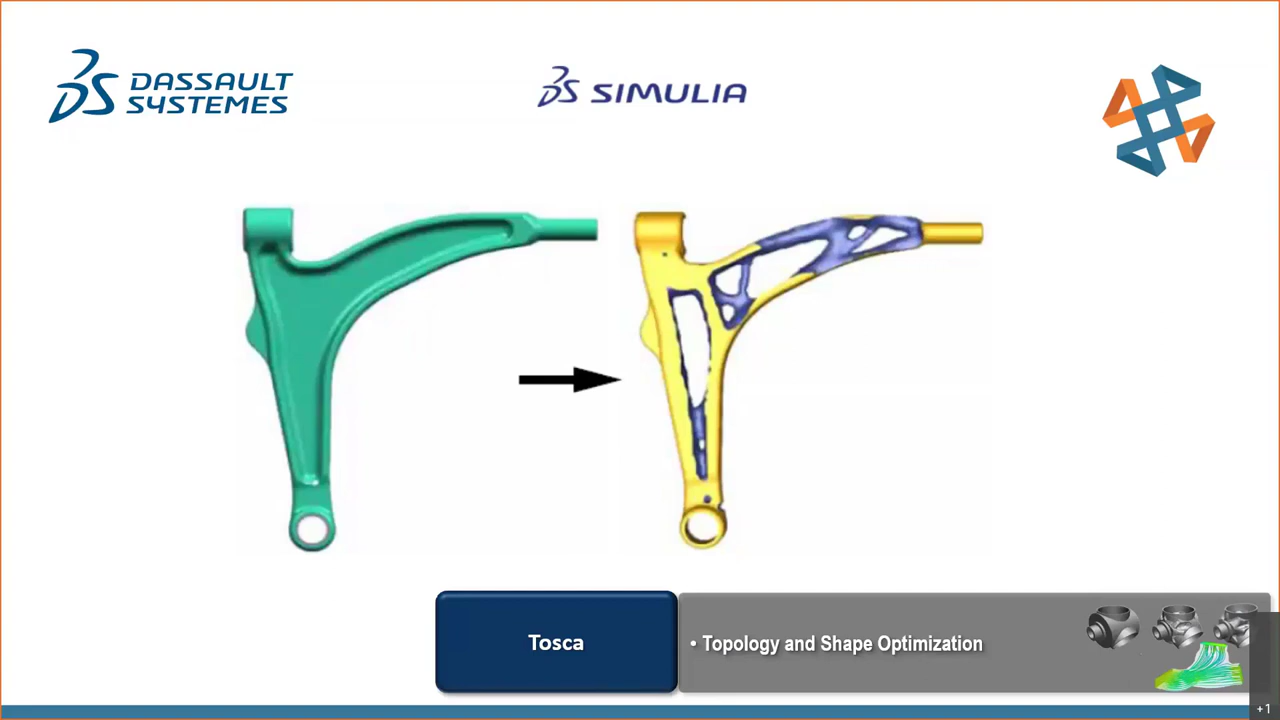 DASSAULT
SYSTEMES
SIMULIA
Tosca
• Topology and Shape Optimization
+1